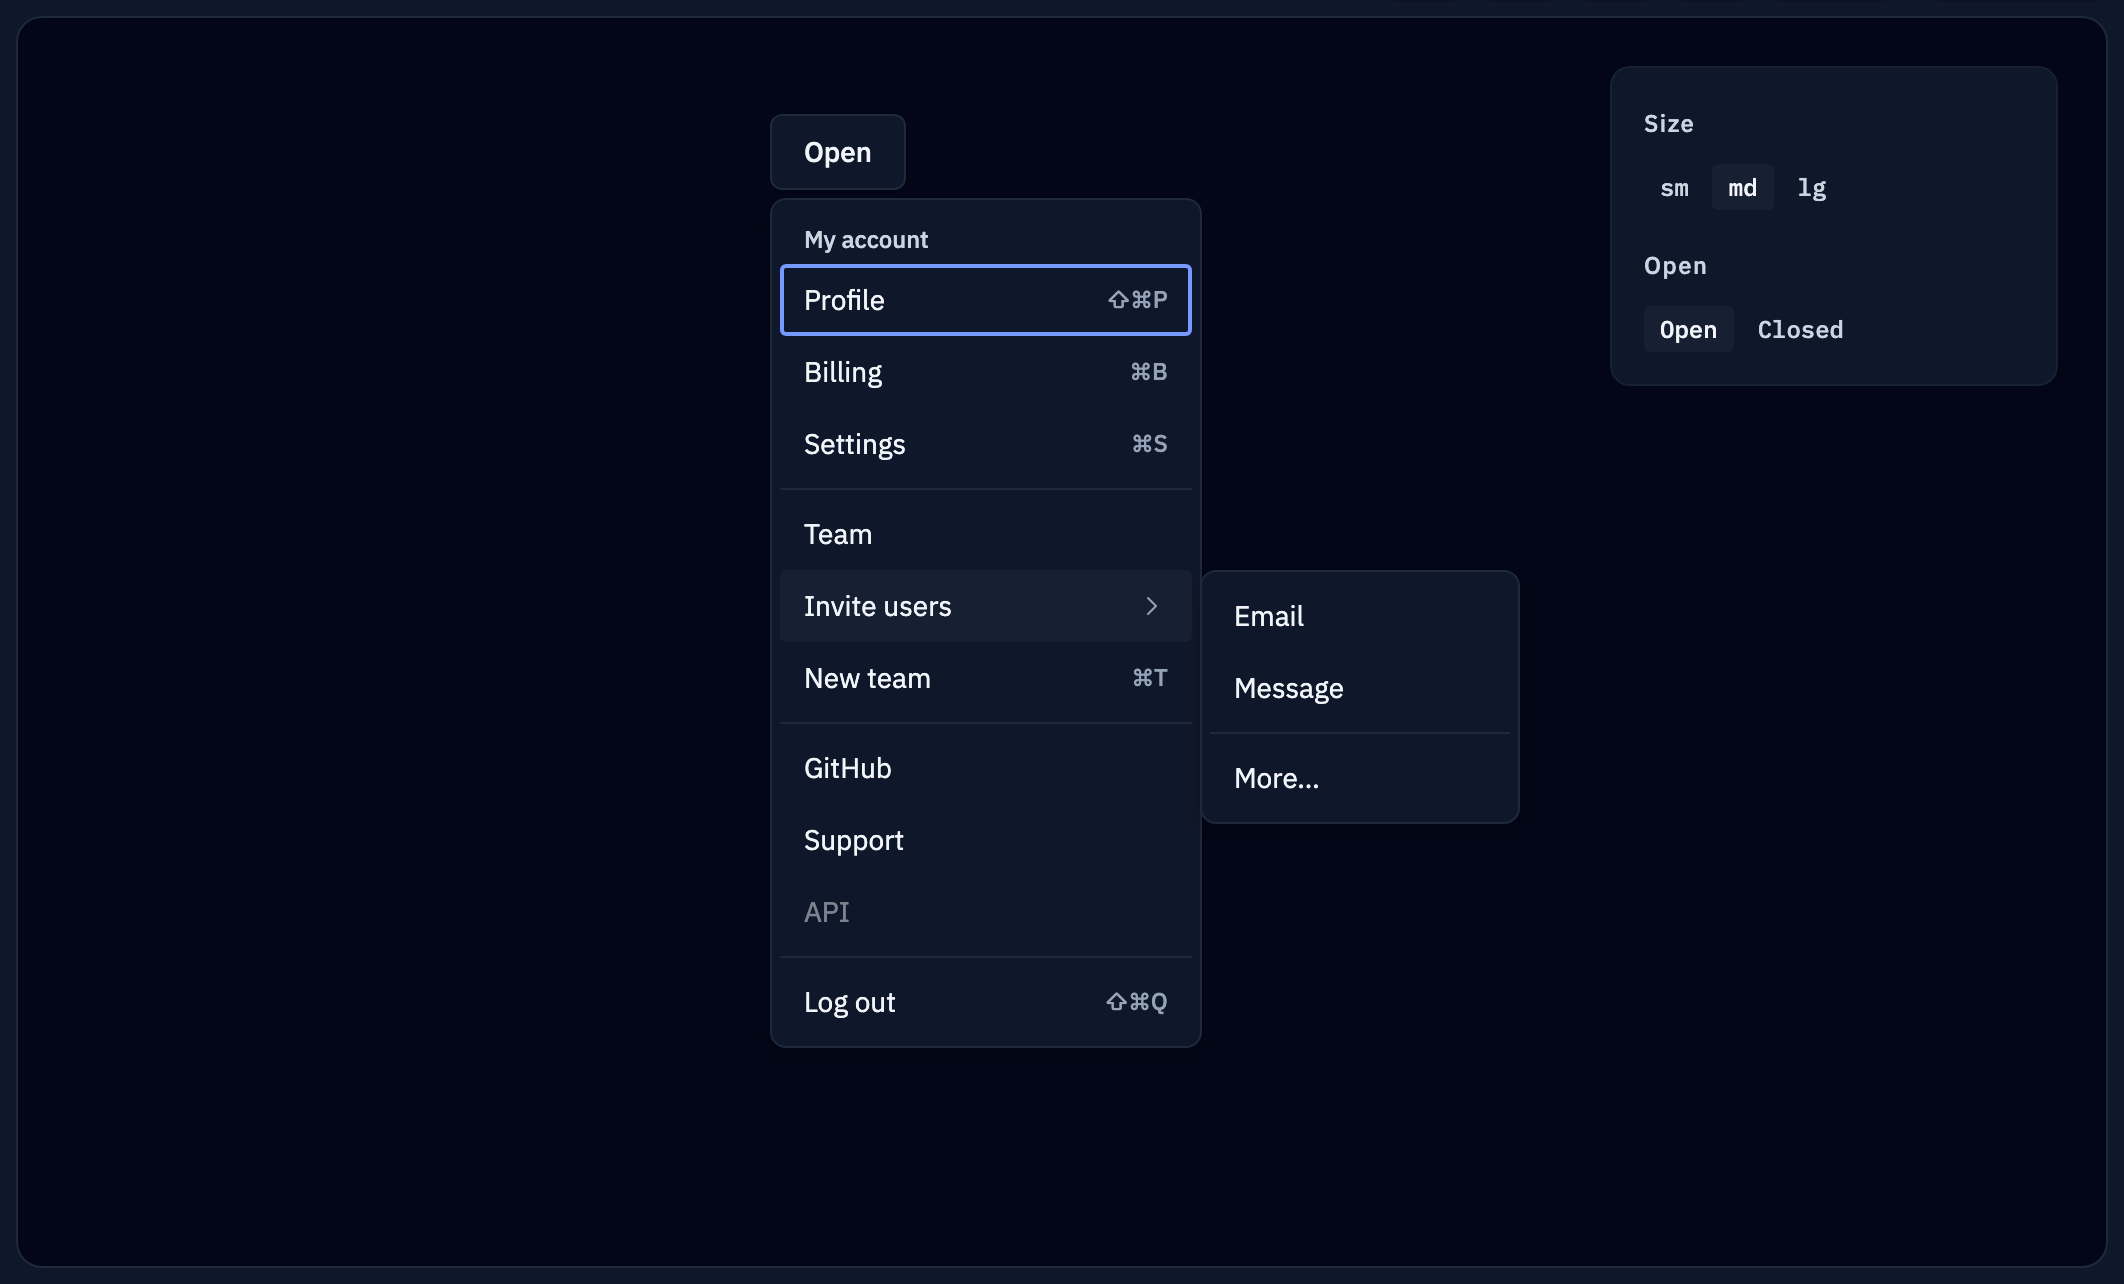 Open
My account
Profile ⇧⌘P
Billing ⌘B
Settings ⌘S
Team
Invite users
New team ⌘T
GitHub
Support
API
Log out ⇧⌘Q
Email
Message
More...
Size
sm md lg
Open
Open Closed